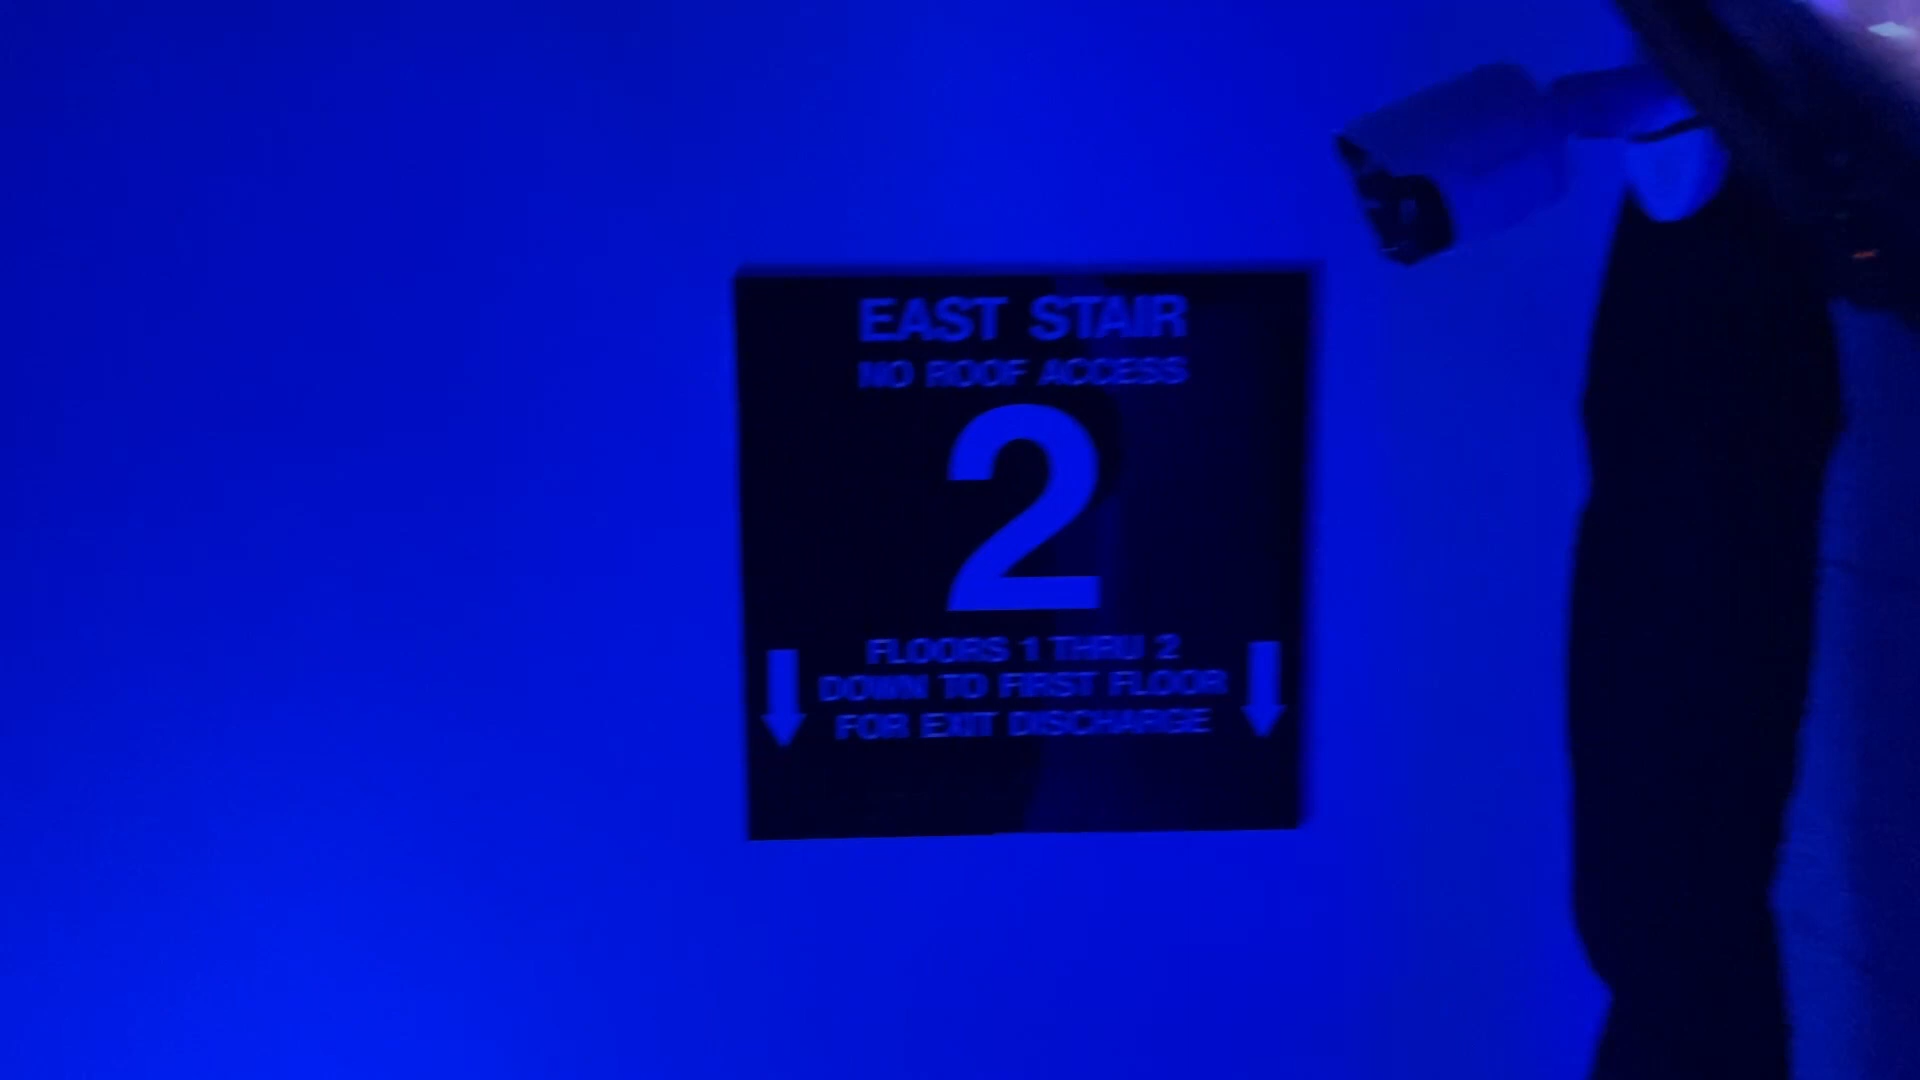 EAST STAIR
NO ROOF ACCESS
2
FLOORS 1 THRU 2
DOWN TO FIRST FLOOR
FOR EXIT DISCHARGE